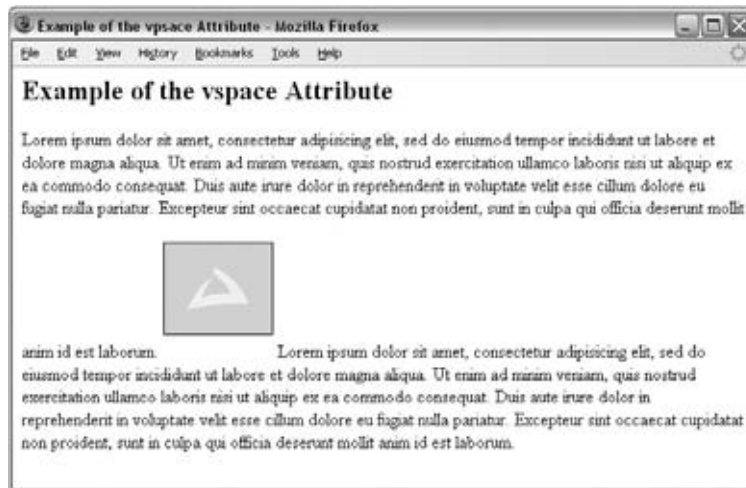 Example of the vpsace Attribute - Mozilla Firefox
File Edit View History Bookmarks Tools Help
Example of the vspace Attribute
Lorem ipsum dolor sit amet, consectetur adipisicing elit, sed do eiusmod tempor incididunt ut labore et
dolore magna aliqua. Ut enim ad minim veniam, quis nostrud exercitation ullamco laboris nisi ut aliquip ex
ea commodo consequat. Duis aute irure dolor in reprehenderit in voluptate velit esse cillum dolore eu
fugiat nulla pariatur. Excepteur sint occaecat cupidatat non proident, sunt in culpa qui officia deserunt mollit
anim id est laborum. Lorem ipsum dolor sit amet, consectetur adipisicing elit, sed do
eiusmod tempor incididunt ut labore et dolore magna aliqua. Ut enim ad minim veniam, quis nostrud
exercitation ullamco laboris nisi ut aliquip ex ea commodo consequat. Duis aute irure dolor in
reprehenderit in voluptate velit esse cillum dolore eu fugiat nulla pariatur. Excepteur sint occaecat cupidatat
non proident, sunt in culpa qui officia deserunt mollit anim id est laborum.